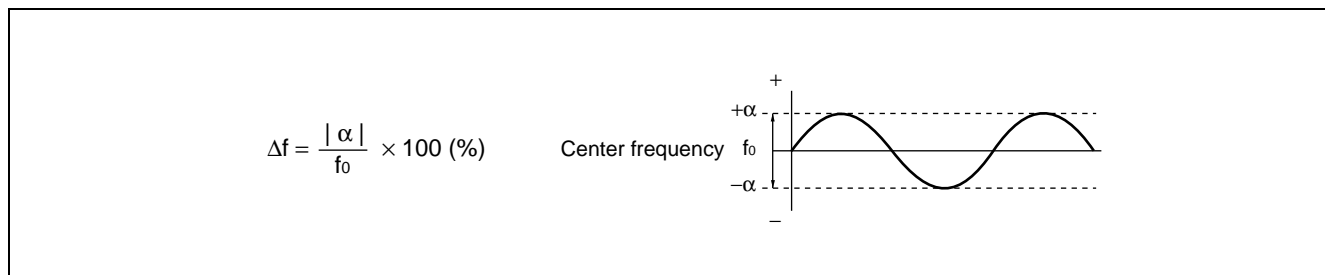 Δf = | α | / f0 × 100 (%)
Center frequency
+
+α
f0
−α
−